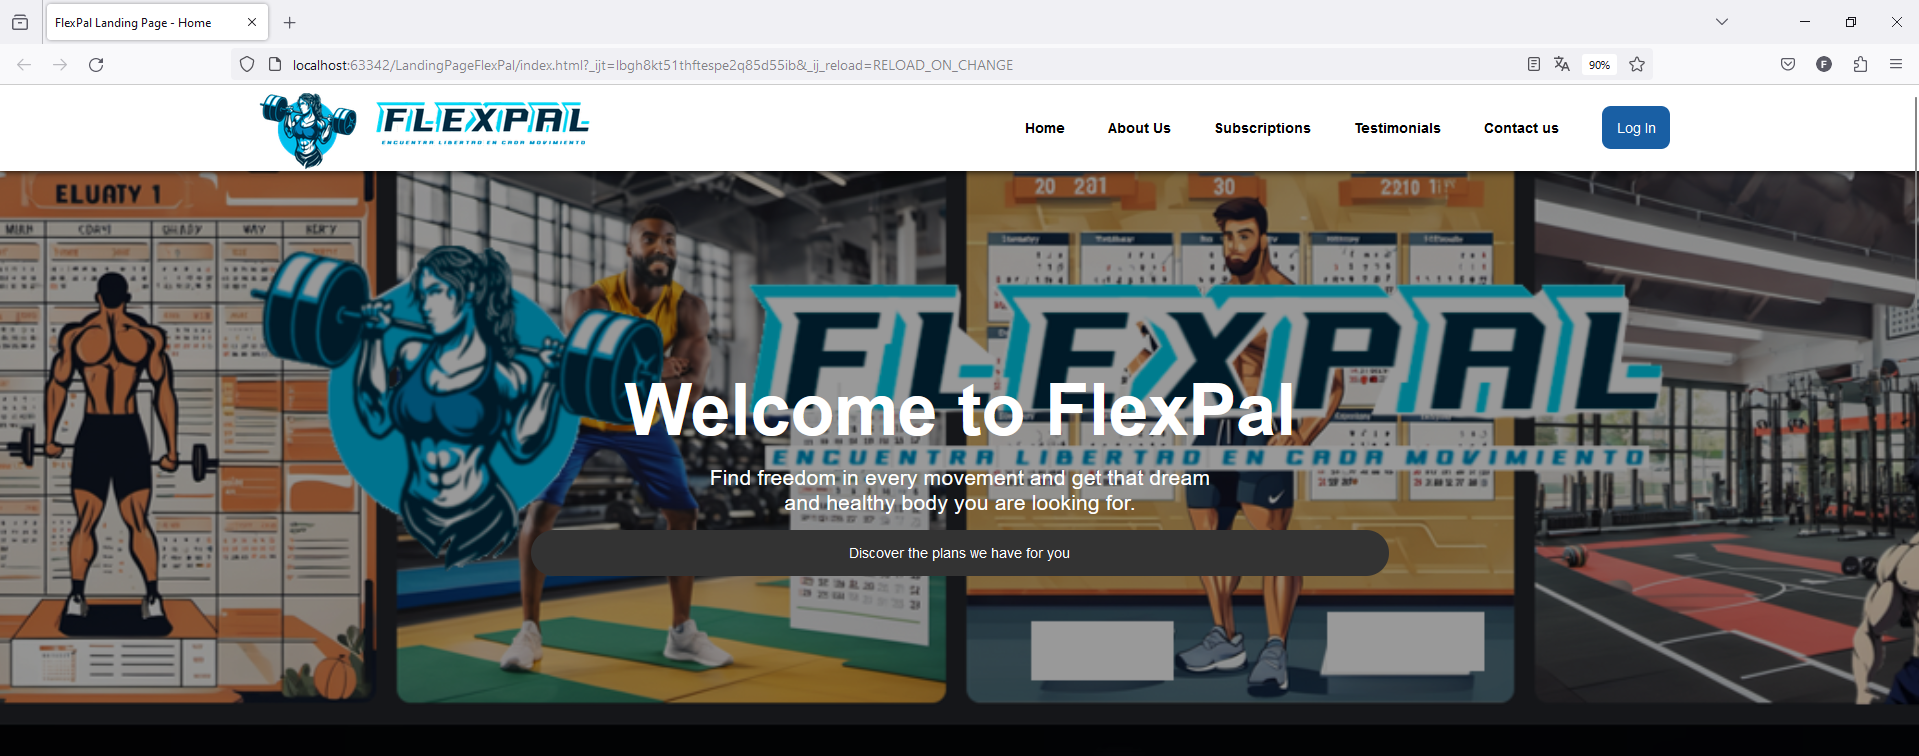 FlexPal Landing Page - Home
localhost:63342/LandingPageFlexPal/index.html?_ijt=lbgh8kt51thftespe2q85d55ib&_ij_reload=RELOAD_ON_CHANGE
90%
F
FLEXPAL
ENCUENTRA LIBERTAD EN CADA MOVIMIENTO
Home
About Us
Subscriptions
Testimonials
Contact us
Log In
ELUATY 1
20 201
30
2210
FLEXPAL
ENCUENTRA LIBERTAD EN CADA MOVIMIENTO
Welcome to FlexPal
Find freedom in every movement and get that dream
and healthy body you are looking for.
Discover the plans we have for you